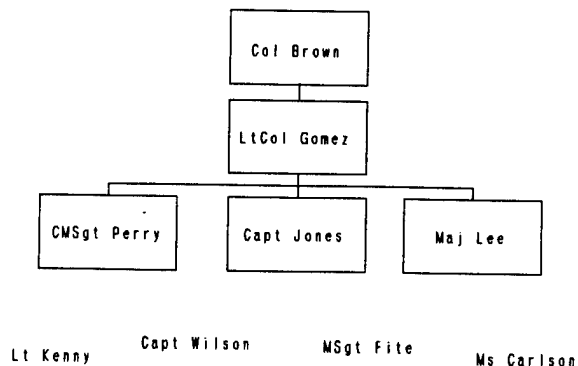 Col Brown
LtCol Gomez
CMSgt Perry
Capt Jones
Maj Lee
Lt Kenny
Capt Wilson
MSgt Fite
Ms Carlson